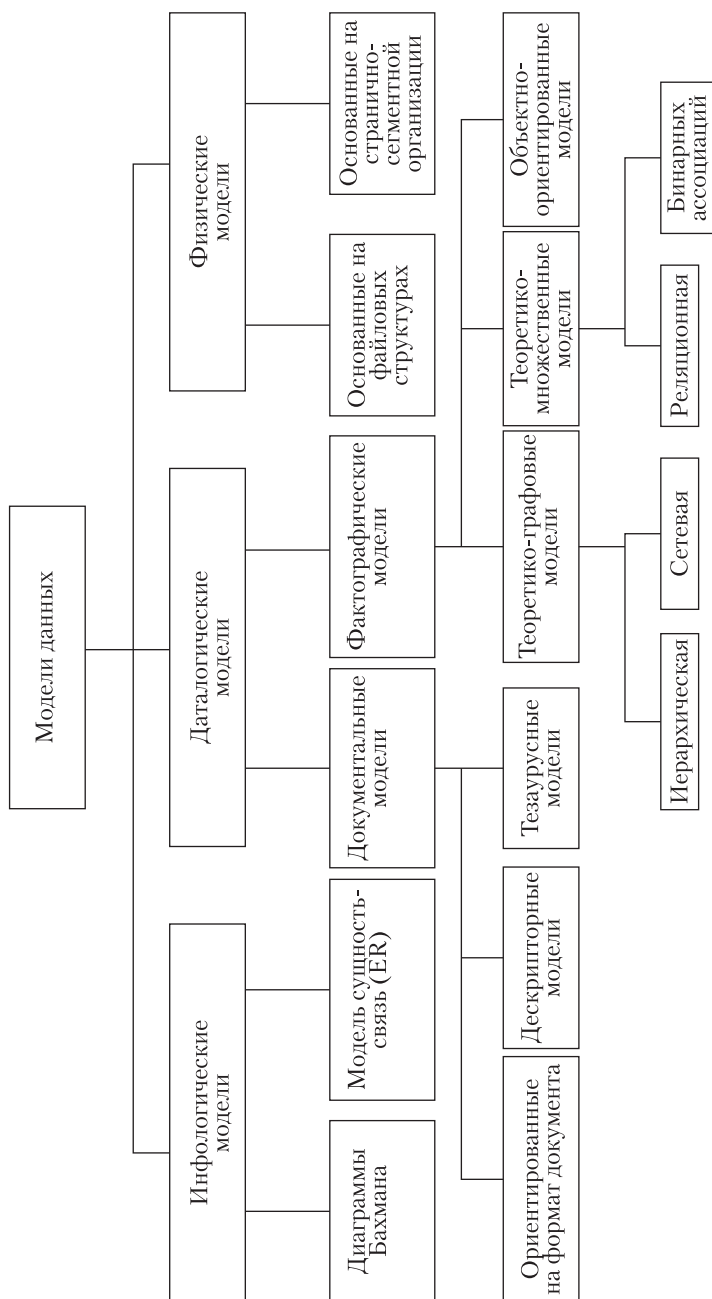 Модели данных
Инфологические
модели
Даталогические
модели
Физические
модели
Диаграммы
Бахмана
Модель сущность-
связь (ER)
Документальные
модели
Фактографические
модели
Основанные на
файловых
структурах
Основанные на
странично-
сегментной
организации
Ориентированные
на формат документа
Дескрипторные
модели
Тезаурусные
модели
Теоретико-графовые
модели
Теоретико-
множественные
модели
Объектно-
ориентированные
модели
Иерархическая
Сетевая
Реляционная
Бинарных
ассоциаций